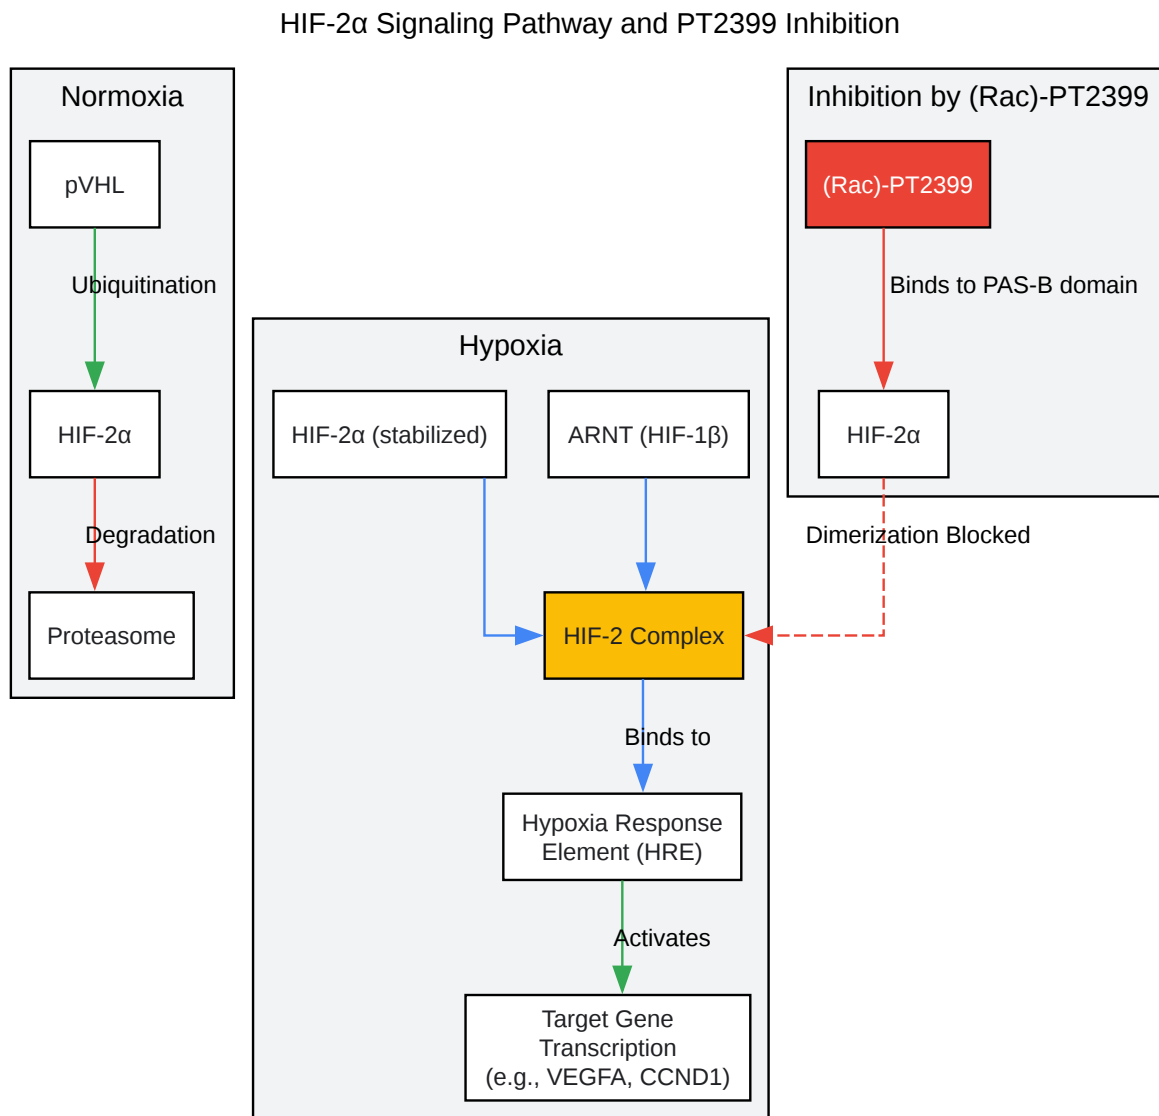 HIF-2α Signaling Pathway and PT2399 Inhibition
Normoxia
pVHL
Ubiquitination
HIF-2α
Degradation
Proteasome
Hypoxia
HIF-2α (stabilized)
ARNT (HIF-1β)
HIF-2 Complex
Binds to
Hypoxia Response
Element (HRE)
Activates
Target Gene
Transcription
(e.g., VEGFA, CCND1)
Inhibition by (Rac)-PT2399
(Rac)-PT2399
Binds to PAS-B domain
HIF-2α
Dimerization Blocked